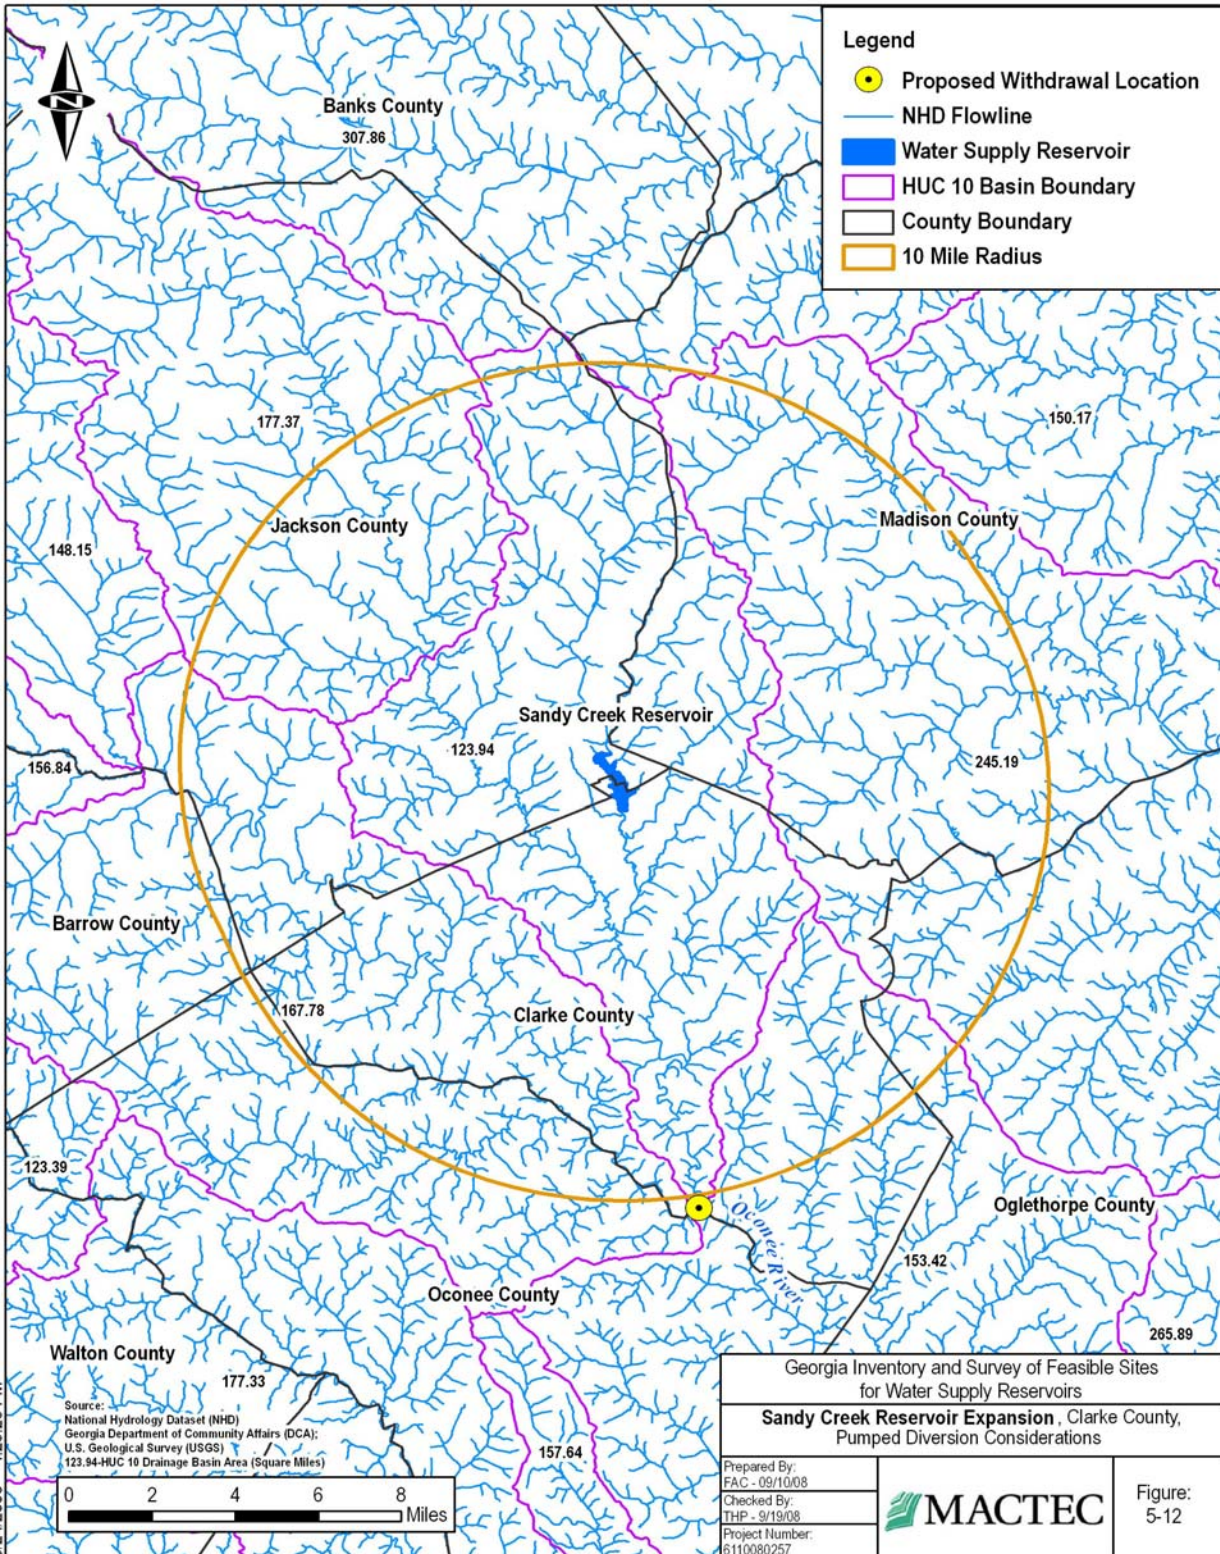 Legend
Proposed Withdrawal Location
NHD Flowline
Water Supply Reservoir
HUC 10 Basin Boundary
County Boundary
10 Mile Radius
N
Banks County
307.86
177.37
150.17
Jackson County
Madison County
148.15
Sandy Creek Reservoir
123.94
156.84
245.19
Barrow County
167.78
Clarke County
123.39
Oglethorpe County
Oconee River
153.42
Oconee County
265.89
Walton County
177.33
157.64
Source:
National Hydrology Dataset (NHD)
Georgia Department of Community Affairs (DCA);
U.S. Geological Survey (USGS)
123.94-HUC 10 Drainage Basin Area (Square Miles)
0 2 4 6 8
Miles
Georgia Inventory and Survey of Feasible Sites
for Water Supply Reservoirs
Sandy Creek Reservoir Expansion , Clarke County,
Pumped Diversion Considerations
Prepared By:
FAC - 09/10/08
Checked By:
THP - 9/19/08
Project Number:
6110080257
MACTEC
Figure:
5-12